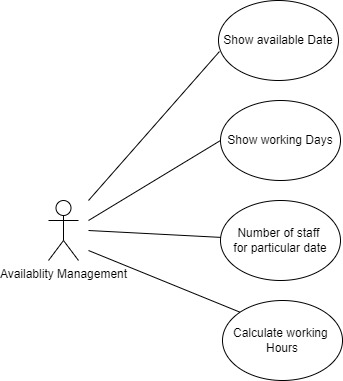 Show available Date
Show working Days
Number of staff
for particular date
Availablity Management
Calculate working
Hours